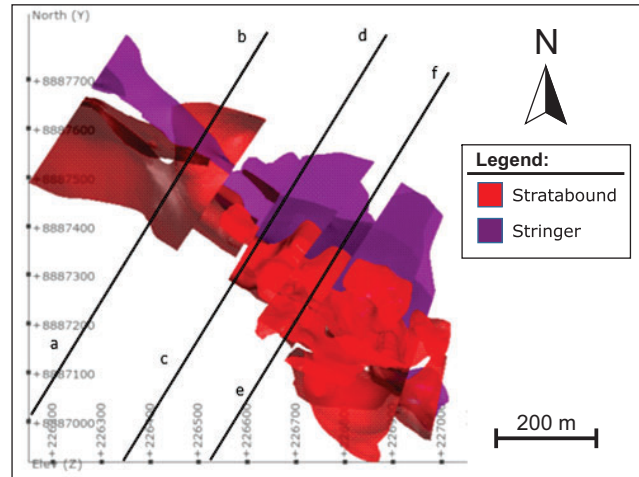 North (Y)
b
d
f
N
+8887700
+8887600
+8887500
+8887400
+8887300
+8887200
+8887100
+8887000
Legend:
Stratabound
Stringer
a
c
e
+226300
+226400
+226500
+226600
+226700
+227000
Elev (Z)
200 m